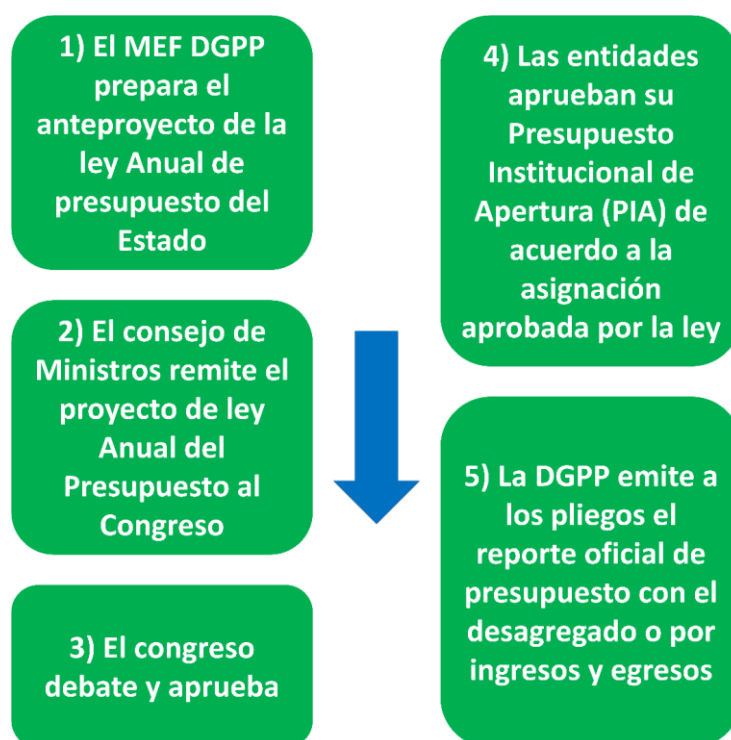 1) El MEF DGPP
prepara el
anteproyecto de la
ley Anual de
presupuesto del
Estado
2) El consejo de
Ministros remite el
proyecto de ley
Anual del
Presupuesto al
Congreso
3) El congreso
debate y aprueba
4) Las entidades
aprueban su
Presupuesto
Institucional de
Apertura (PIA) de
acuerdo a la
asignación
aprobada por la ley
5) La DGPP emite a
los pliegos el
reporte oficial de
presupuesto con el
desagregado o por
ingresos y egresos